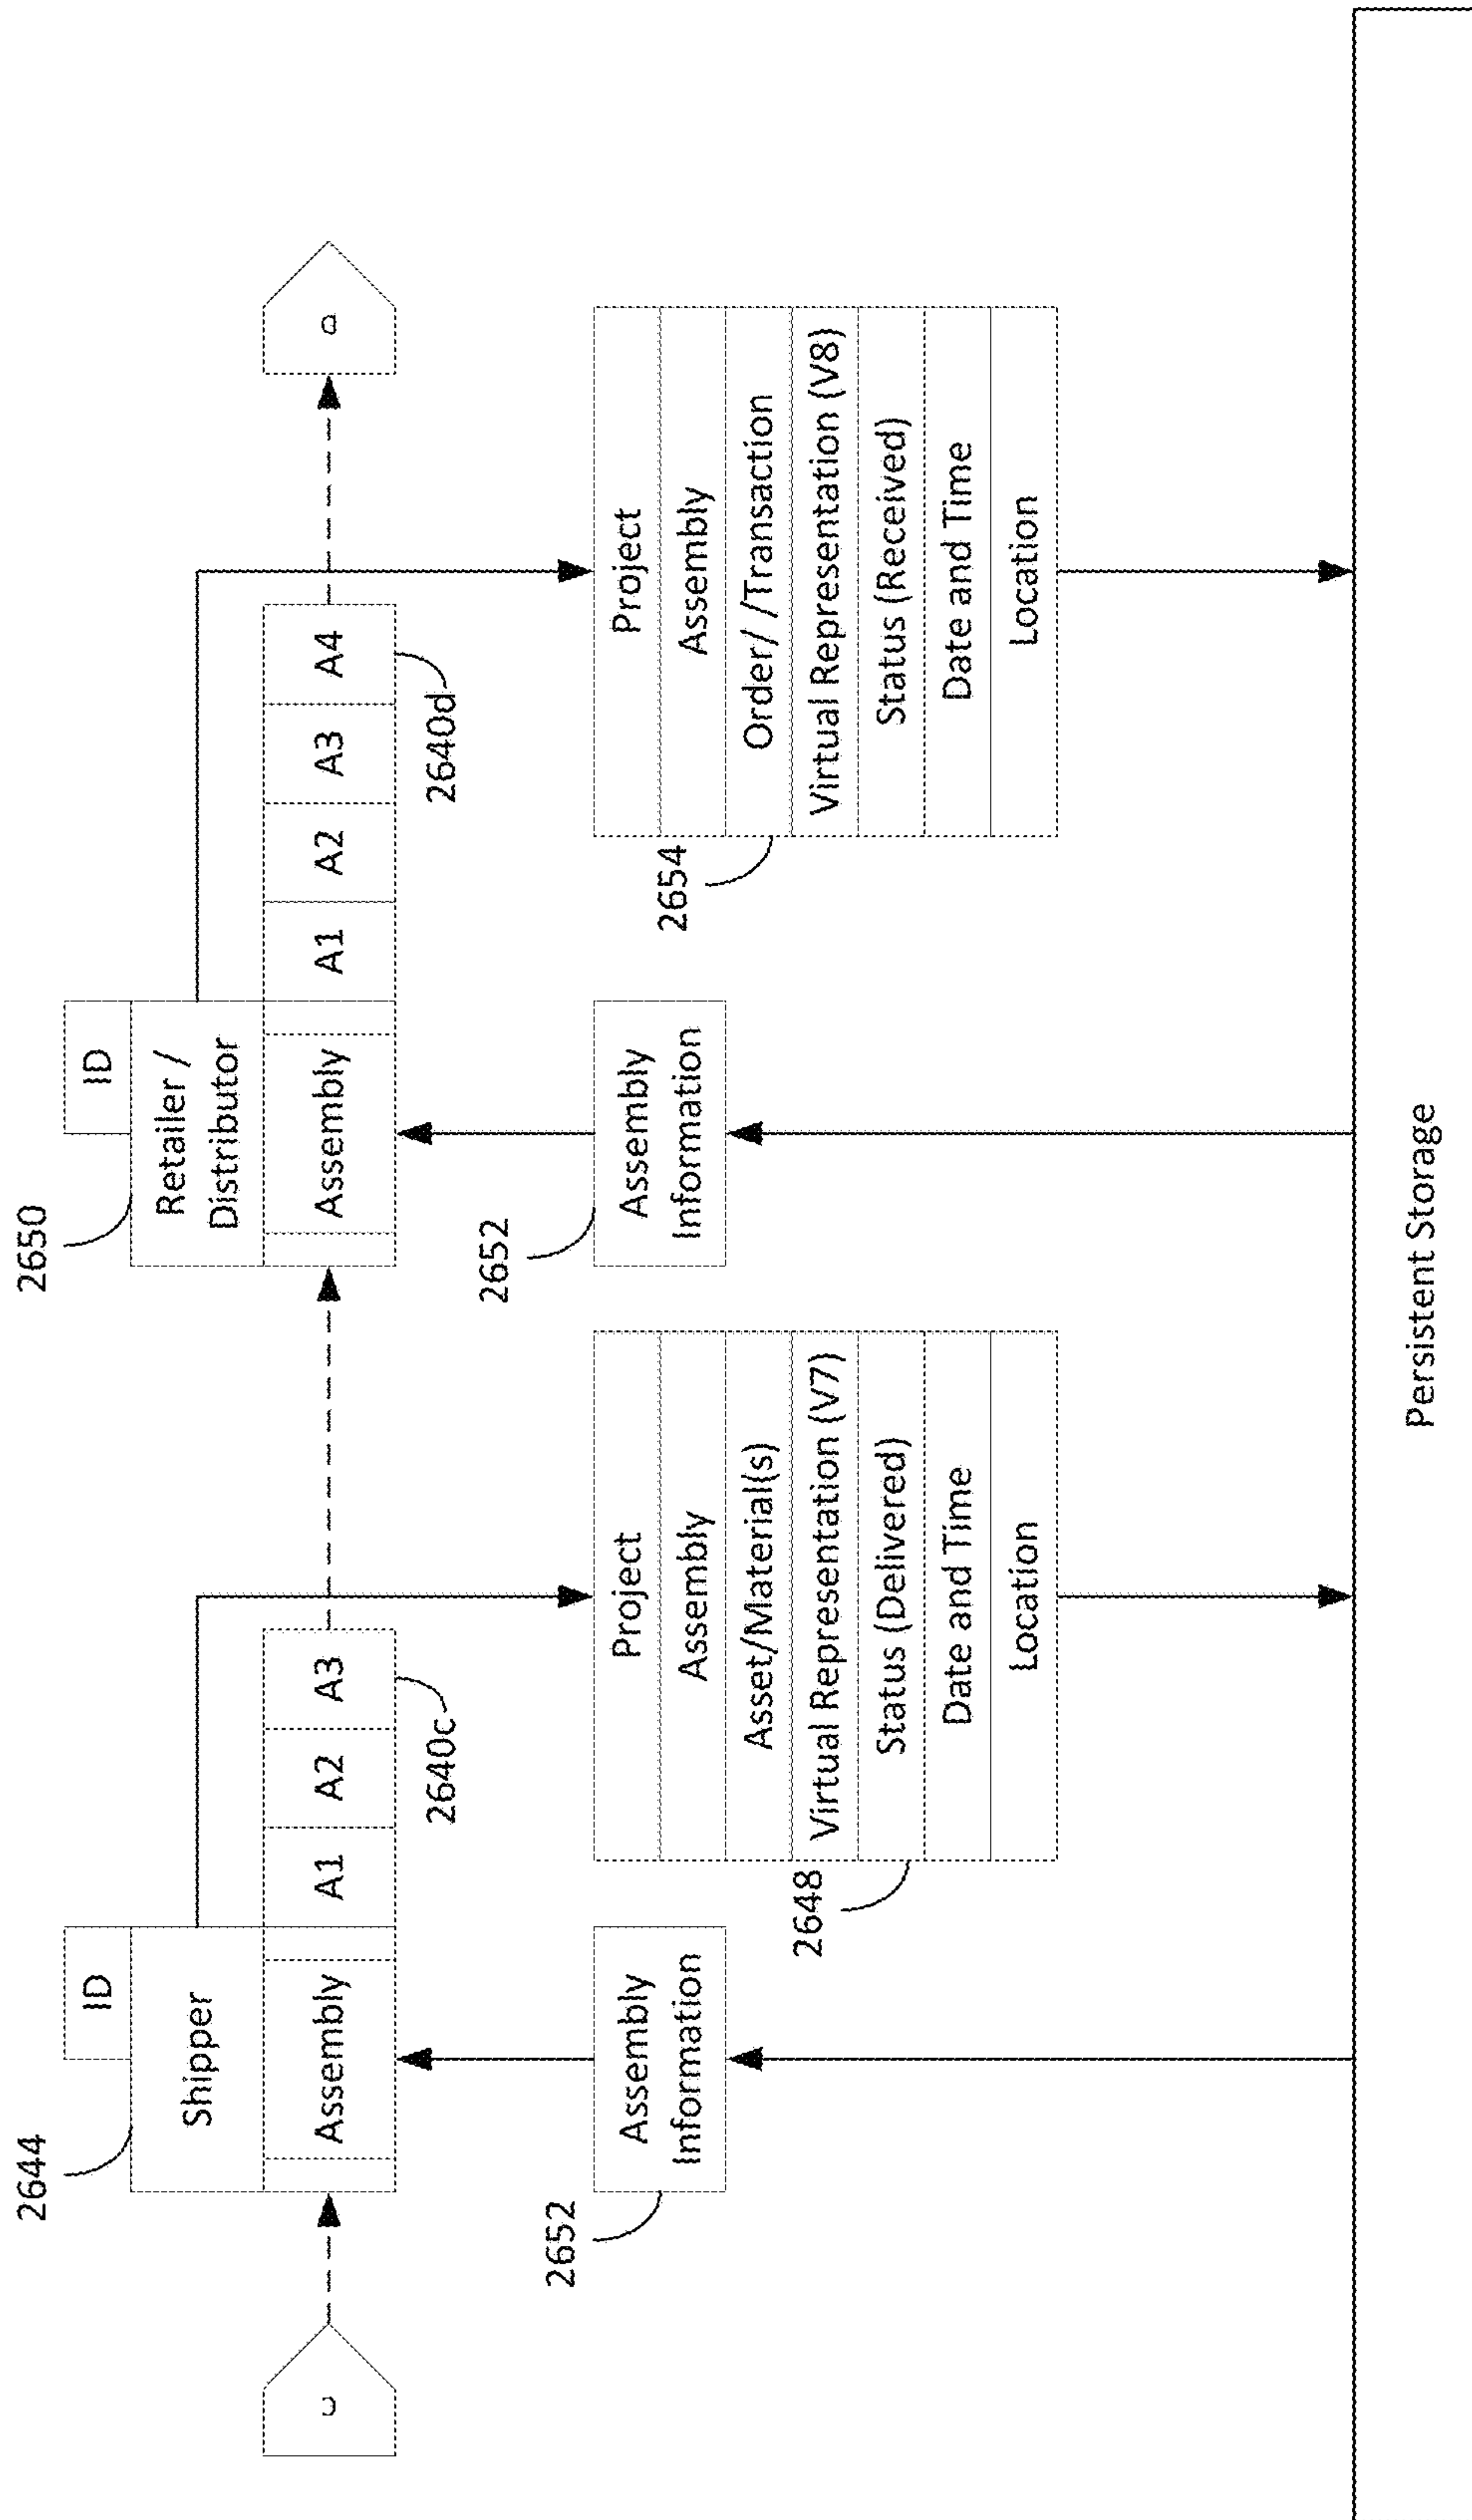 2644
ID
Shipper
Assembly
A1
A2
A3
2640c
2652
Assembly
Information
2648
Project
Assembly
Asset/Material(s)
Virtual Representation (V7)
Status (Delivered)
Date and Time
Location
2650
ID
Retailer /
Distributor
Assembly
A1
A2
A3
A4
2640d
2652
Assembly
Information
2654
Project
Assembly
Order/ /Transaction
Virtual Representation (V8)
Status (Received)
Date and Time
Location
Persistent Storage